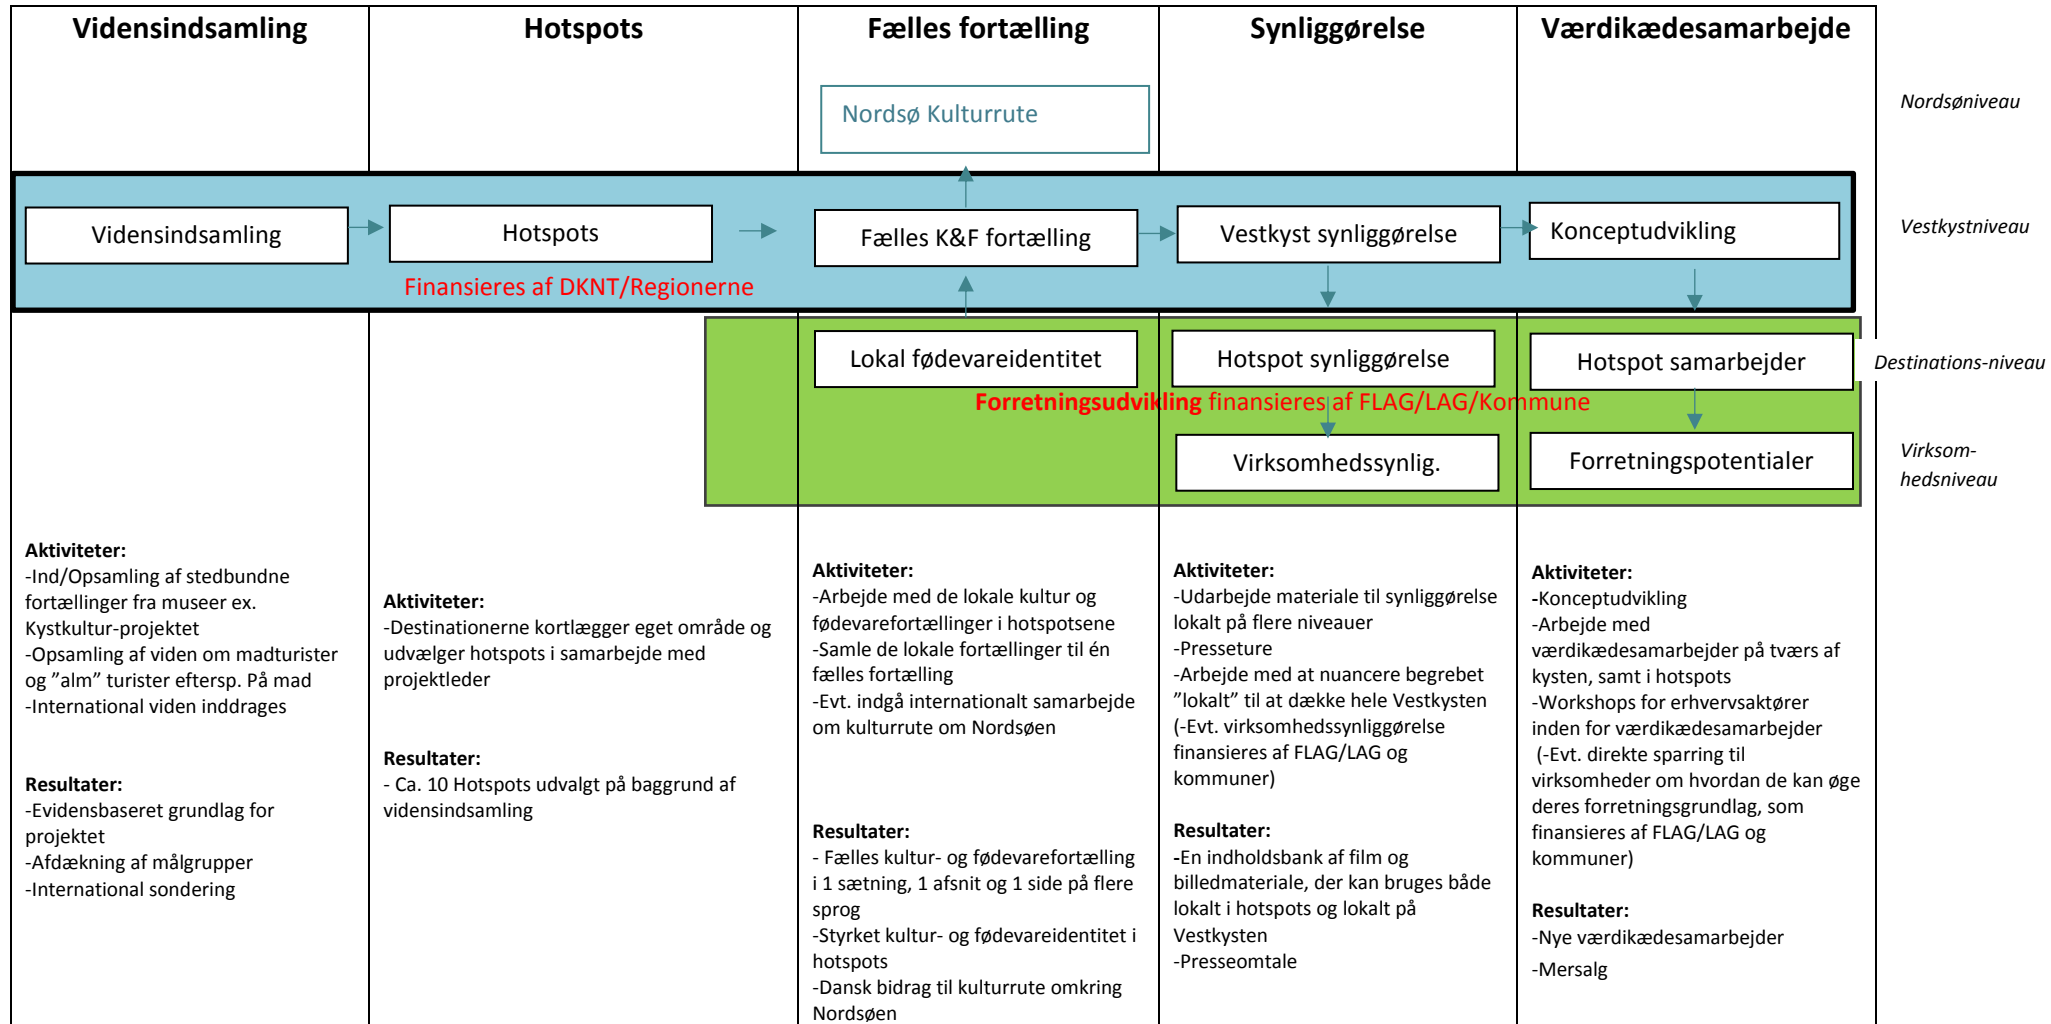 Vidensindsamling
Hotspots
Fælles fortælling
Synliggørelse
Værdikædesamarbejde
Nordsø Kulturrute
Nordsøniveau
Vidensindsamling
Hotspots
Fælles K&F fortælling
Vestkyst synliggørelse
Konceptudvikling
Vestkystniveau
Finansieres af DKNT/Regionerne
Lokal fødevareidentitet
Hotspot synliggørelse
Hotspot samarbejder
Destinations-niveau
Forretningsudvikling finansieres af FLAG/LAG/Kommune
Virksomhedssynlig.
Forretningspotentialer
Virksom-
hedsniveau
Aktiviteter:
-Ind/Opsamling af stedbundne
fortællinger fra museer ex.
Kystkultur-projektet
-Opsamling af viden om madturister
og ”alm” turister eftersp. På mad
-International viden inddrages
Resultater:
-Evidensbaseret grundlag for
projektet
-Afdækning af målgrupper
-International sondering
Aktiviteter:
-Destinationerne kortlægger eget område og
udvælger hotspots i samarbejde med
projektleder
Resultater:
- Ca. 10 Hotspots udvalgt på baggrund af
vidensindsamling
Aktiviteter:
-Arbejde med de lokale kultur og
fødevarefortællinger i hotspotsene
-Samle de lokale fortællinger til én
fælles fortælling
-Evt. indgå internationalt samarbejde
om kulturrute om Nordsøen
Resultater:
- Fælles kultur- og fødevarefortælling
i 1 sætning, 1 afsnit og 1 side på flere
sprog
-Styrket kultur- og fødevareidentitet i
hotspots
-Dansk bidrag til kulturrute omkring
Nordsøen
Aktiviteter:
-Udarbejde materiale til synliggørelse
lokalt på flere niveauer
-Presseture
-Arbejde med at nuancere begrebet
”lokalt” til at dække hele Vestkysten
(-Evt. virksomhedssynliggørelse
finansieres af FLAG/LAG og
kommuner)
Resultater:
-En indholdsbank af film og
billedmateriale, der kan bruges både
lokalt i hotspots og lokalt på
Vestkysten
-Presseomtale
Aktiviteter:
-Konceptudvikling
-Arbejde med
værdikædesamarbejder på tværs af
kysten, samt i hotspots
-Workshops for erhvervsaktører
inden for værdikædesamarbejder
(-Evt. direkte sparring til
virksomheder om hvordan de kan øge
deres forretningsgrundlag, som
finansieres af FLAG/LAG og
kommuner)
Resultater:
-Nye værdikædesamarbejder
-Mersalg